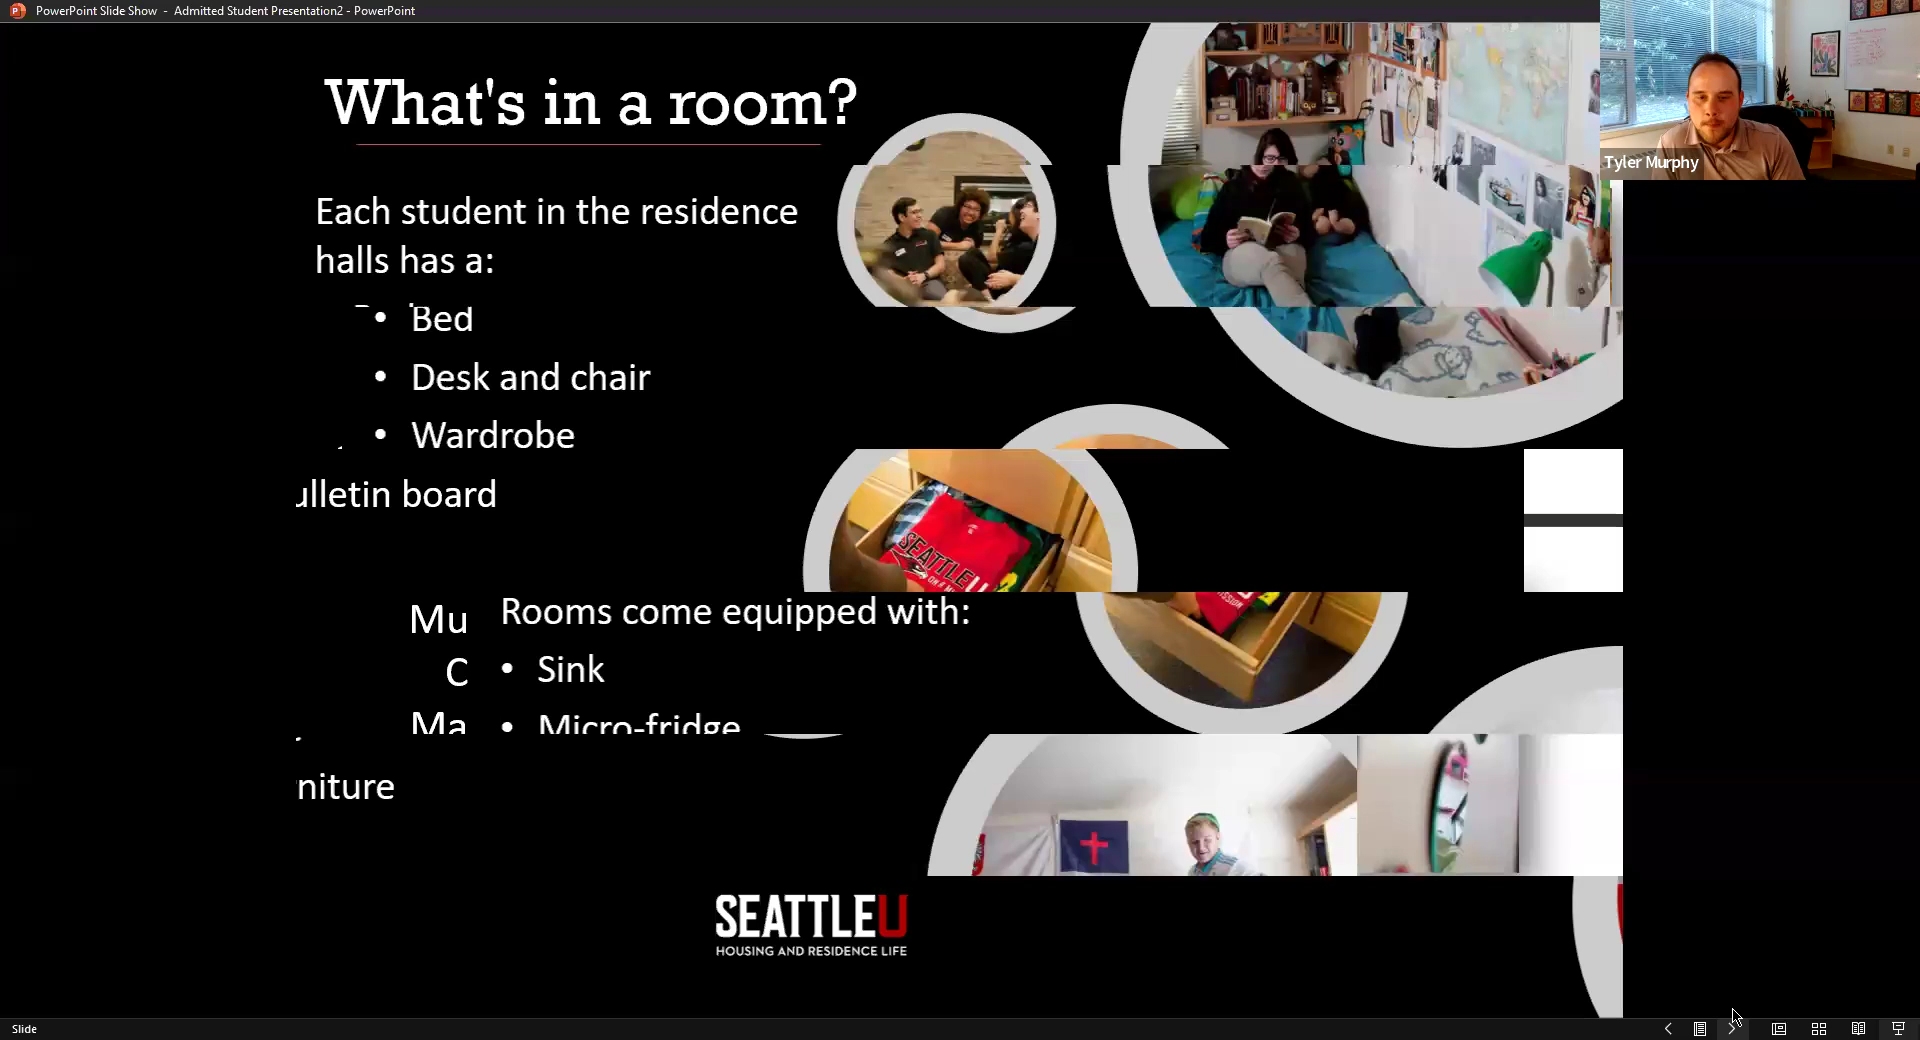 PowerPoint Slide Show - Admitted Student Presentation2 - PowerPoint
What's in a room?
Tyler Murphy
Each student in the residence
halls has a:
• Bed
• Desk and chair
• Wardrobe
ulletin board
SEATTLEU
Mu
Rooms come equipped with:
C
• Sink
Ma
• Micro-fridge
niture
SEATTLEU
HOUSING AND RESIDENCE LIFE
Slide